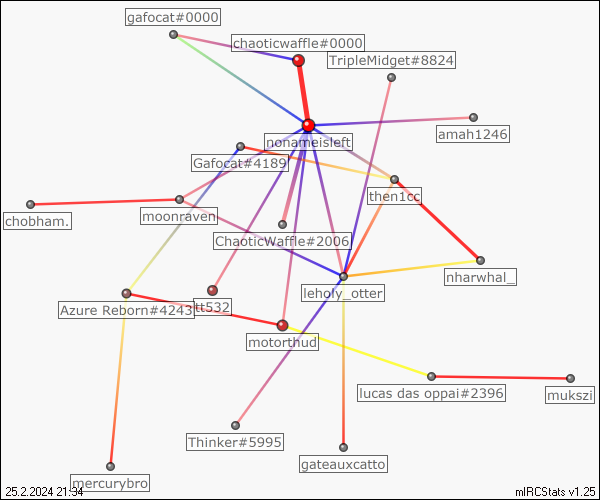 gafocat#0000
chaoticwaffle#0000
TripleMidget#8824
amah1246
nonameisleft
Gafocat#4189
then1cc
chobham.
moonraven
ChaoticWaffle#2006
nharwhal_
leholy_otter
Azure Reborn#4243
tt532
motorthud
lucas das oppai#2396
mukszi
Thinker#5995
gateauxcatto
mercurybro
25.2.2024 21:34
mIRCStats v1.25